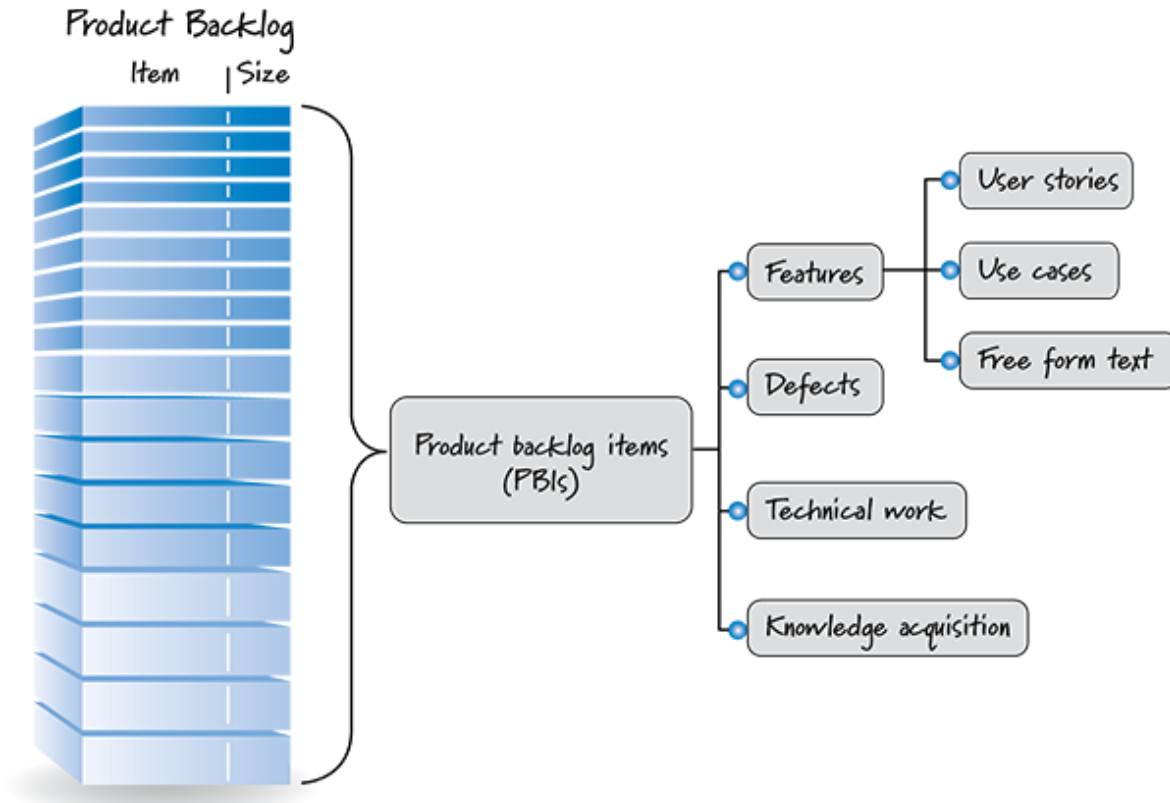 Product Backlog
Item | Size
Product backlog items
(PBIs)
Features
User stories
Use cases
Free form text
Defects
Technical work
Knowledge acquisition